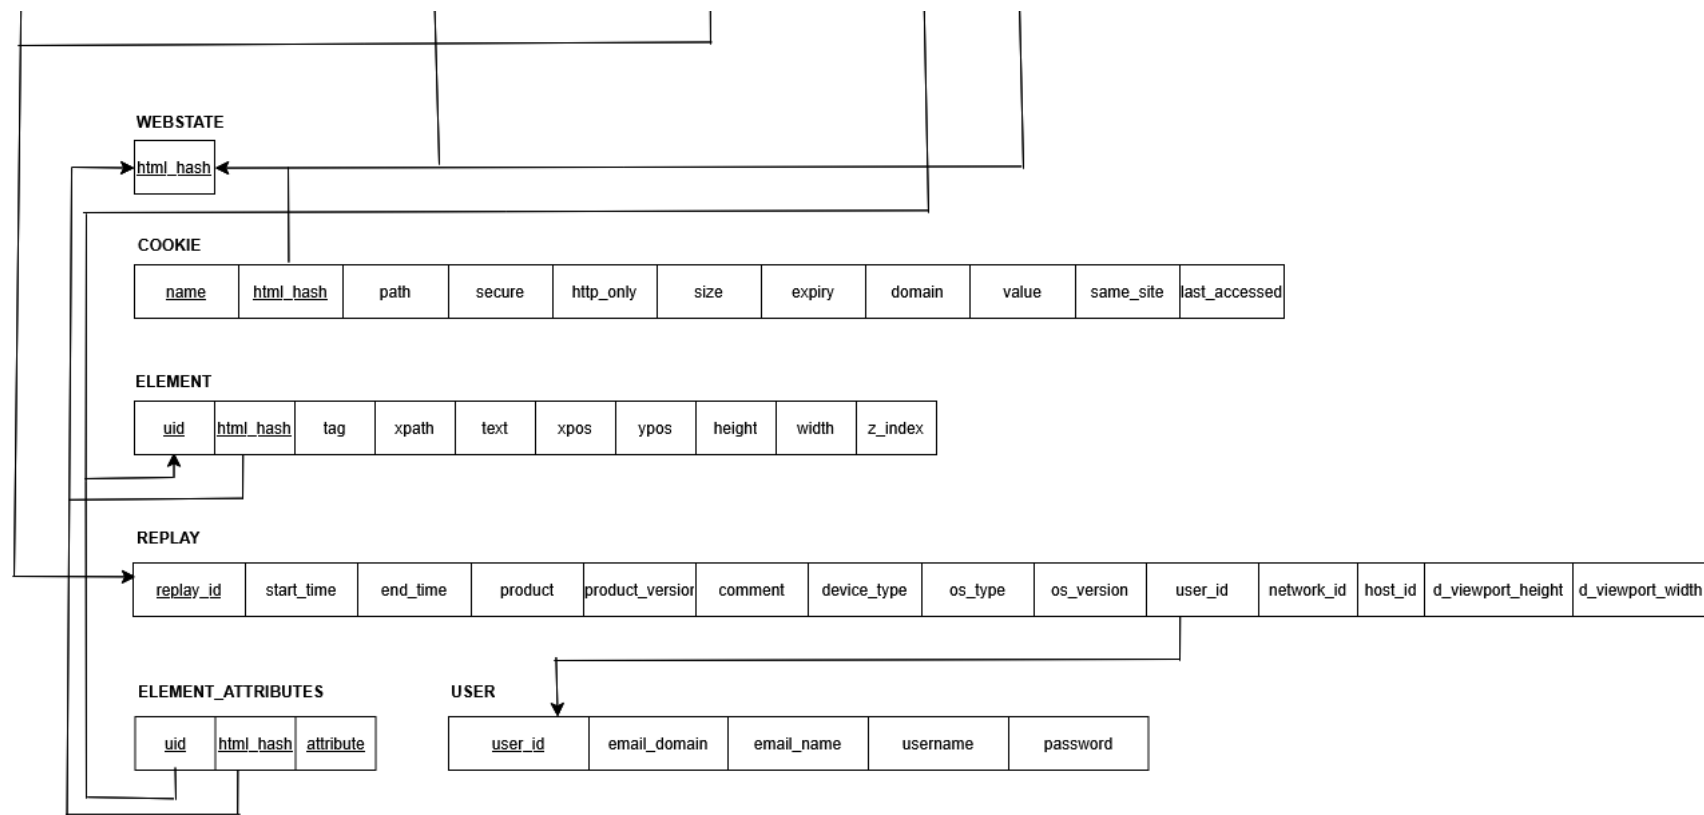 WEBSTATE
html_hash
COOKIE
name html_hash path secure http_only size expiry domain value same_site last_accessed
ELEMENT
uid html_hash tag xpath text xpos ypos height width z_index
REPLAY
replay_id start_time end_time product product_version comment device_type os_type os_version user_id network_id host_id d_viewport_height d_viewport_width
ELEMENT_ATTRIBUTES USER
uid html_hash attribute user_id email_domain email_name username password